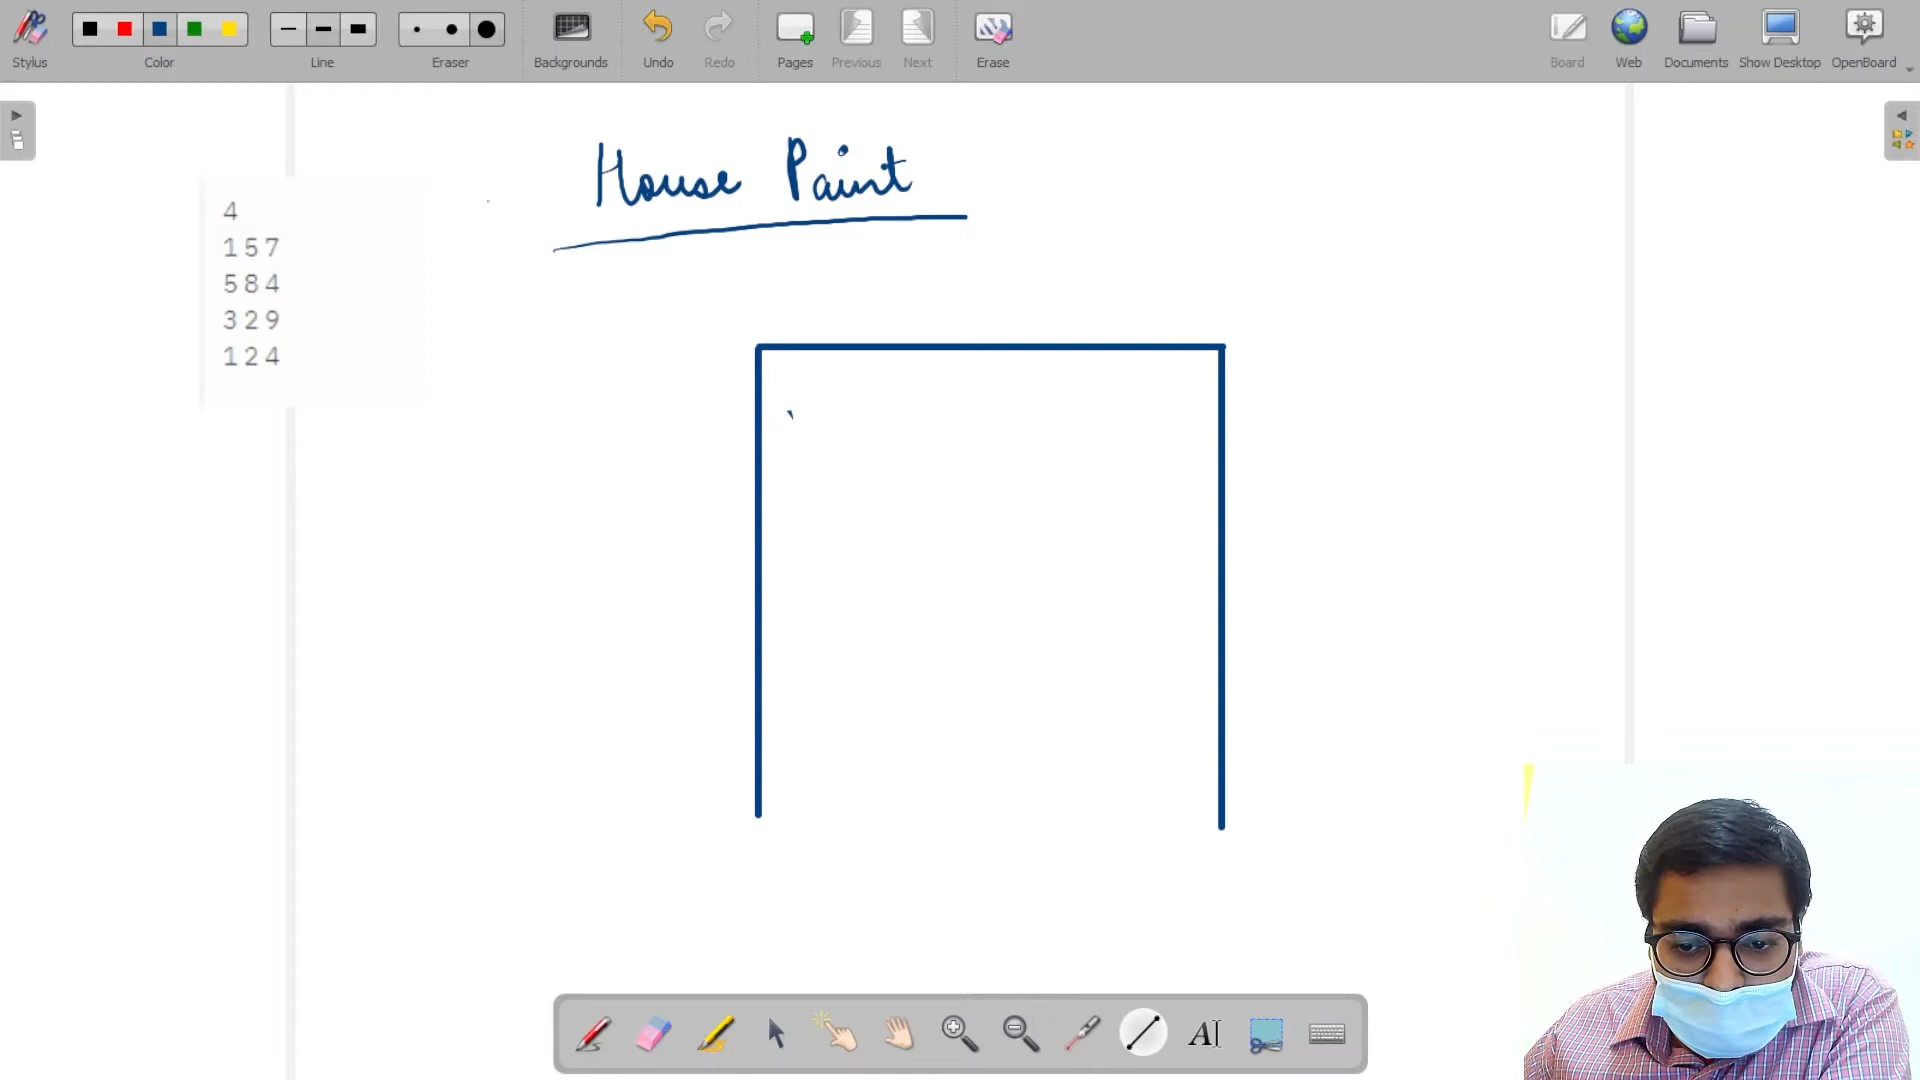 Stylus
Color
Line
Eraser
Backgrounds
Undo
Redo
Pages
Previous
Next
Erase
Board
Web
Documents
Show Desktop
OpenBoard
House Paint
4
1 5 7
5 8 4
3 2 9
1 2 4
A